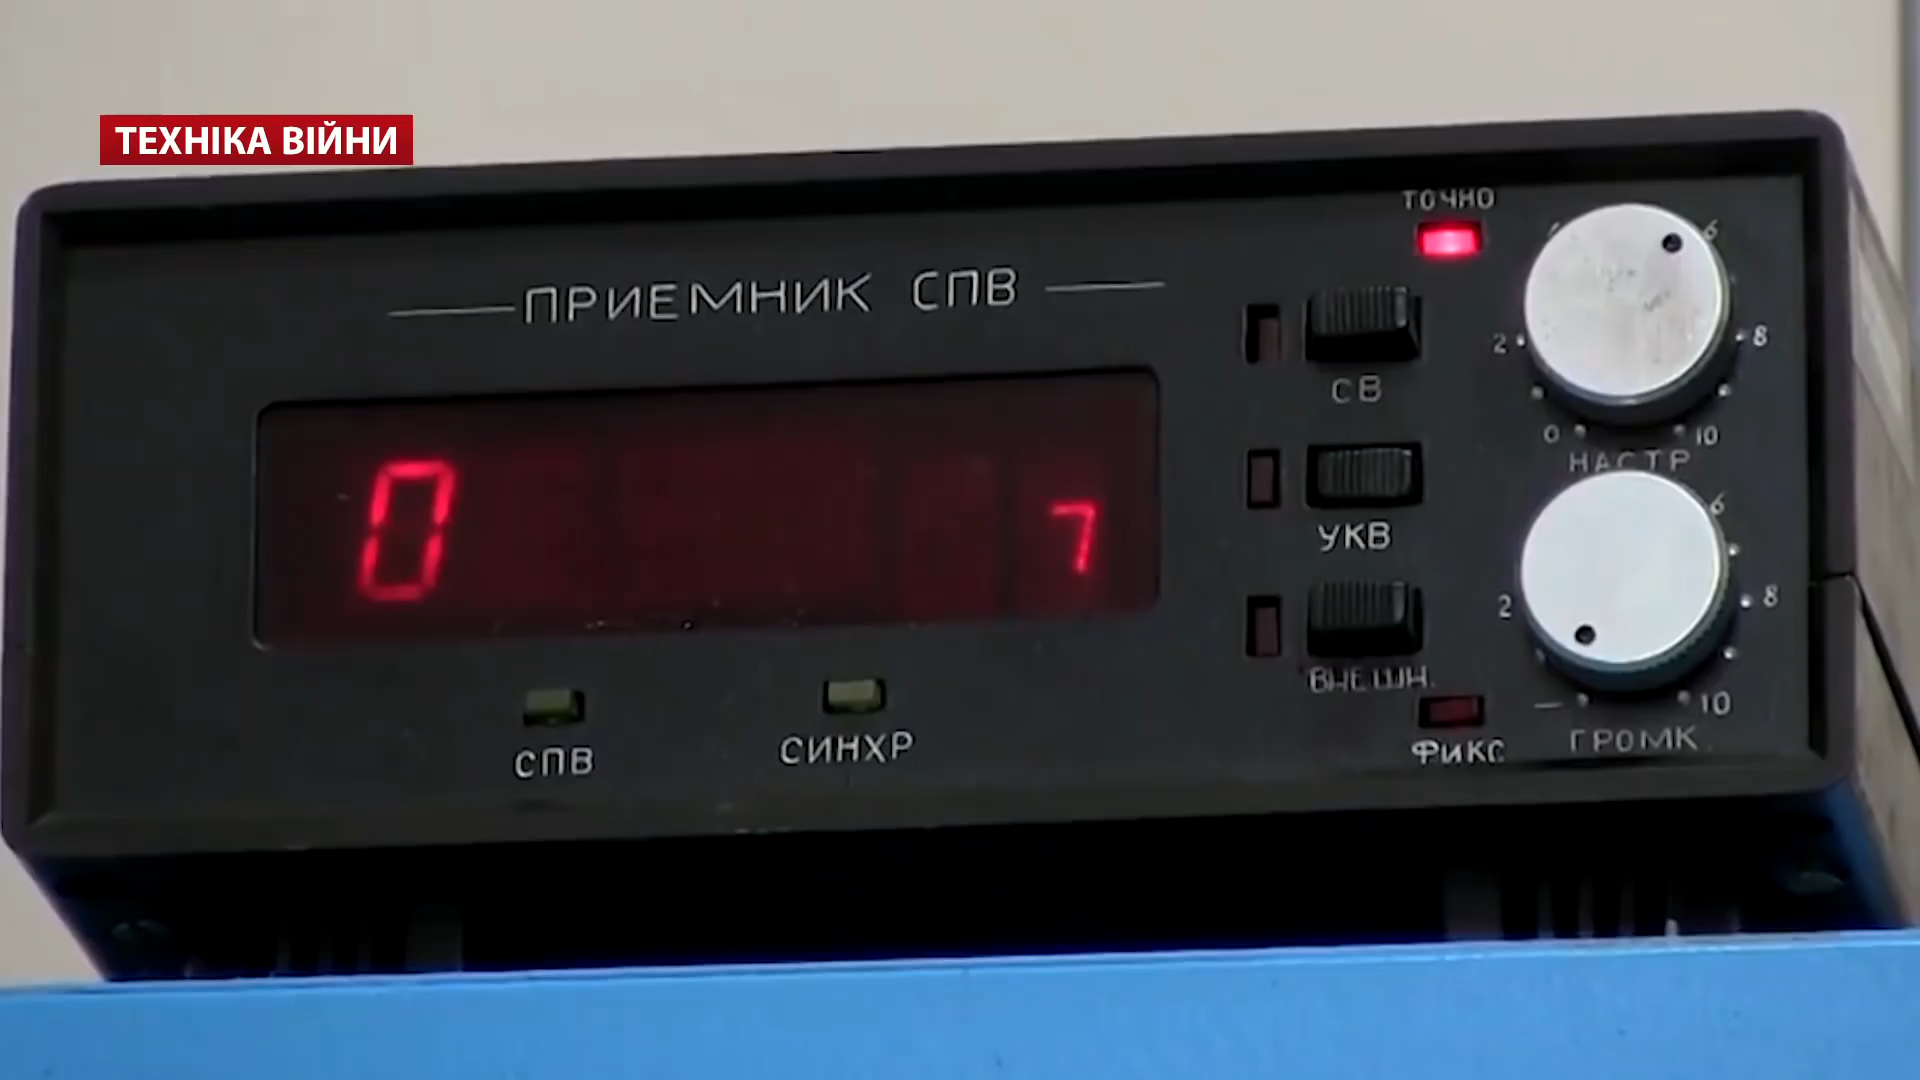 ТЕХНІКА ВІЙНИ
ТОЧНО
ПРИЕМНИК СПВ
6
2 8
СВ
0 10
НАСТР
0 7
6
УКВ
2 8
ВНЕШН.
10
СПВ
СИНХР
ФИКС
ГРОМК.